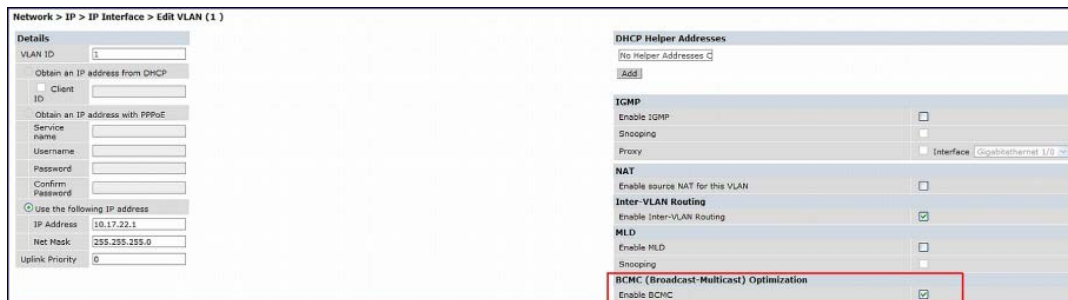 Network > IP > IP Interface > Edit VLAN (1 )
Details
VLAN ID 1
Obtain an IP address from DHCP
Client
ID
Obtain an IP address with PPPoE
Service
name
Username
Password
Confirm
Password
Use the following IP address
IP Address 10.17.22.1
Net Mask 255.255.255.0
Uplink Priority 0
DHCP Helper Addresses
No Helper Addresses C
Add
IGMP
Enable IGMP
Snooping
Proxy Interface Gigabitethernet 1/0
NAT
Enable source NAT for this VLAN
Inter-VLAN Routing
Enable Inter-VLAN Routing
MLD
Enable MLD
Snooping
BCMC (Broadcast-Multicast) Optimization
Enable BCMC